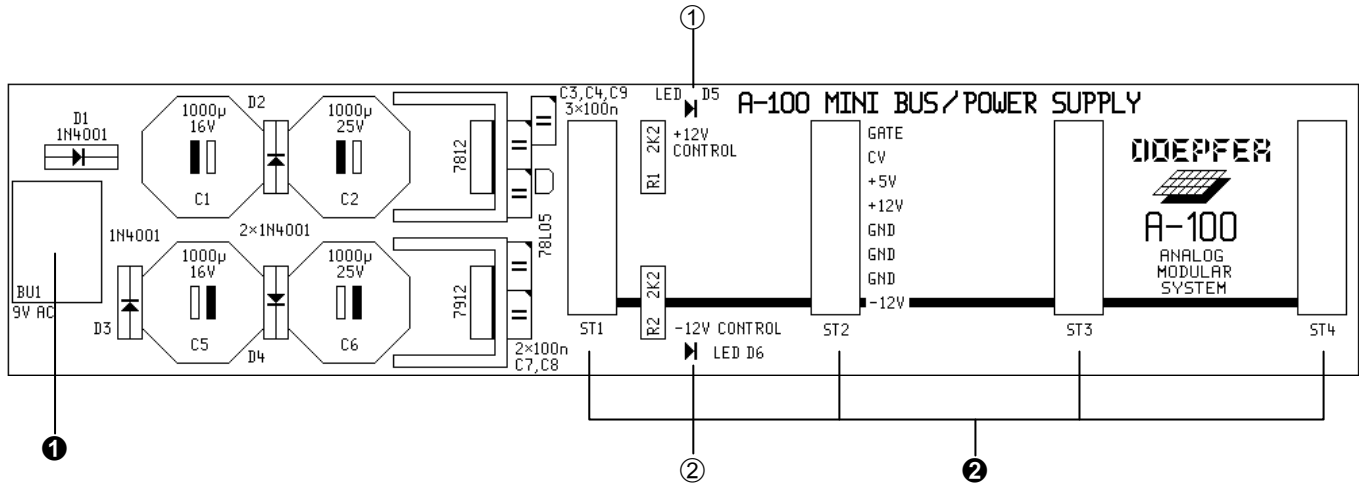 ①
A-100 MINI BUS/POWER SUPPLY
D1
1N4001
D2
1000µ
16V
C1
1000µ
25V
C2
7812
C3,C4,C9
3×100n
LED D5
+12V
CONTROL
R1 2K2
GATE
CV
+5V
+12V
GND
GND
GND
-12V
DOEPFER
A-100
ANALOG
MODULAR
SYSTEM
BU1
9V AC
1N4001
2×1N4001
D3
1000µ
16V
C5
D4
1000µ
25V
C6
7912
78L05
2×100n
C7,C8
R2 2K2
-12V CONTROL
LED D6
ST1
ST2
ST3
ST4
❶
②
❷